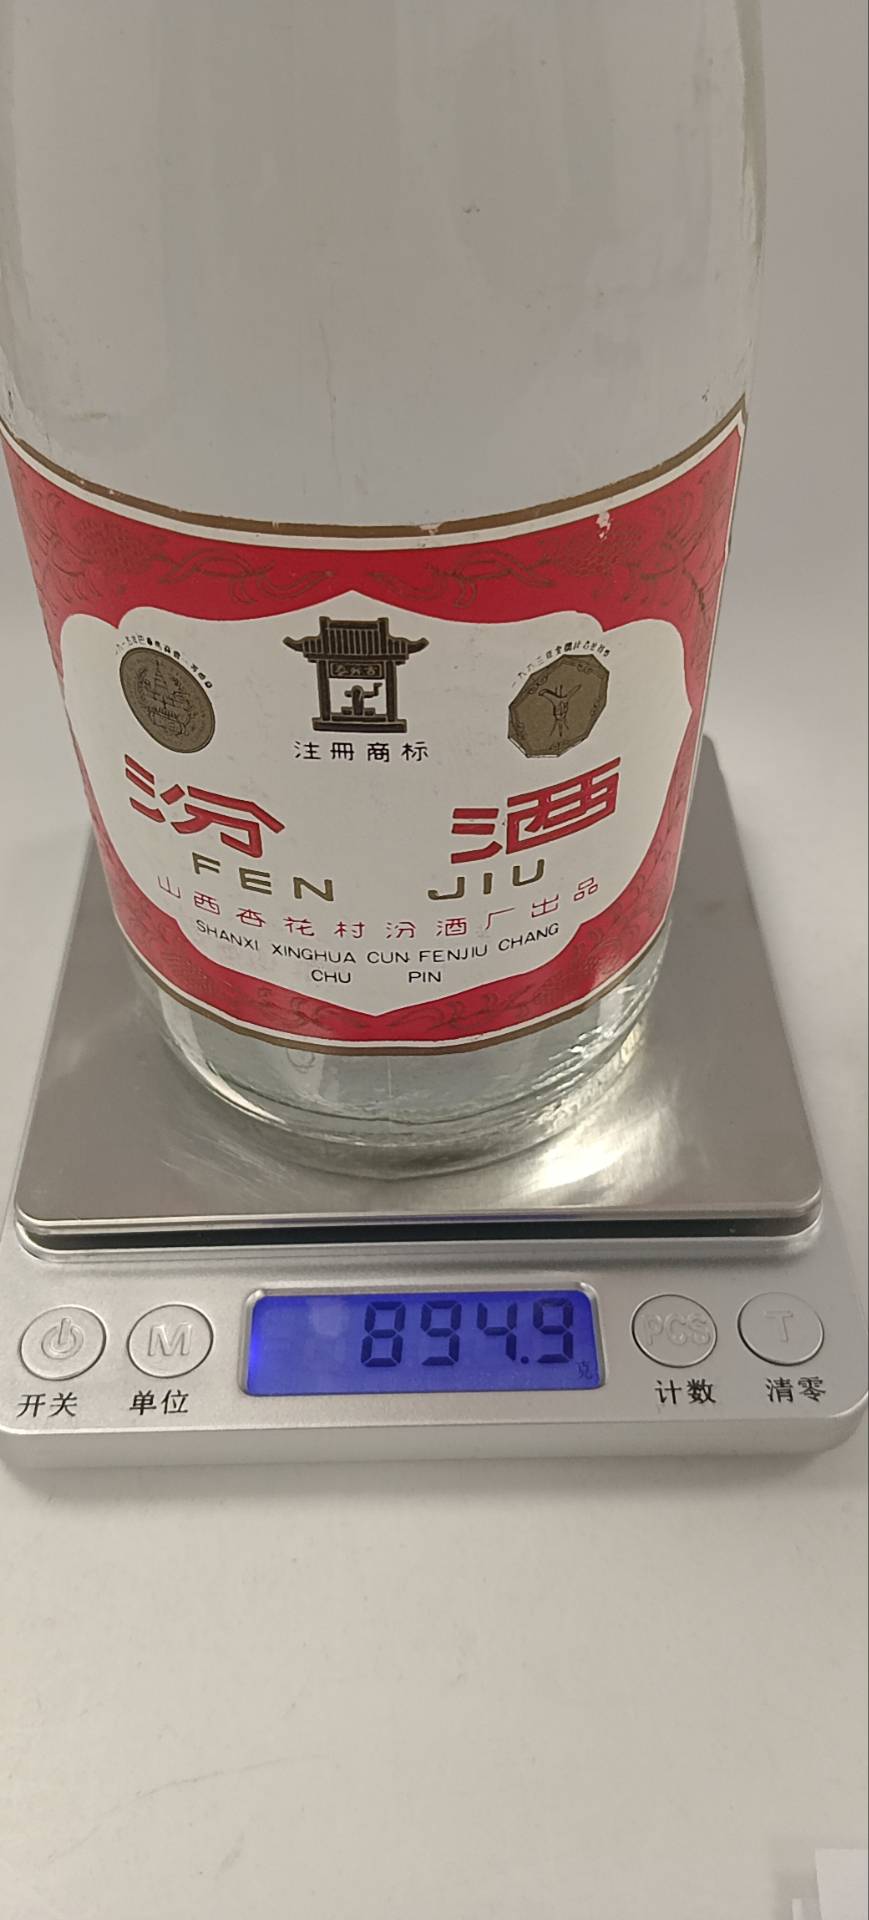 注册商标
汾酒
FEN JIU
山西杏花村汾酒厂出品
SHANXI XINGHUA CUN FENJIU CHANG
CHU PIN
894.9
克
M
PCS
T
开关
单位
计数
清零